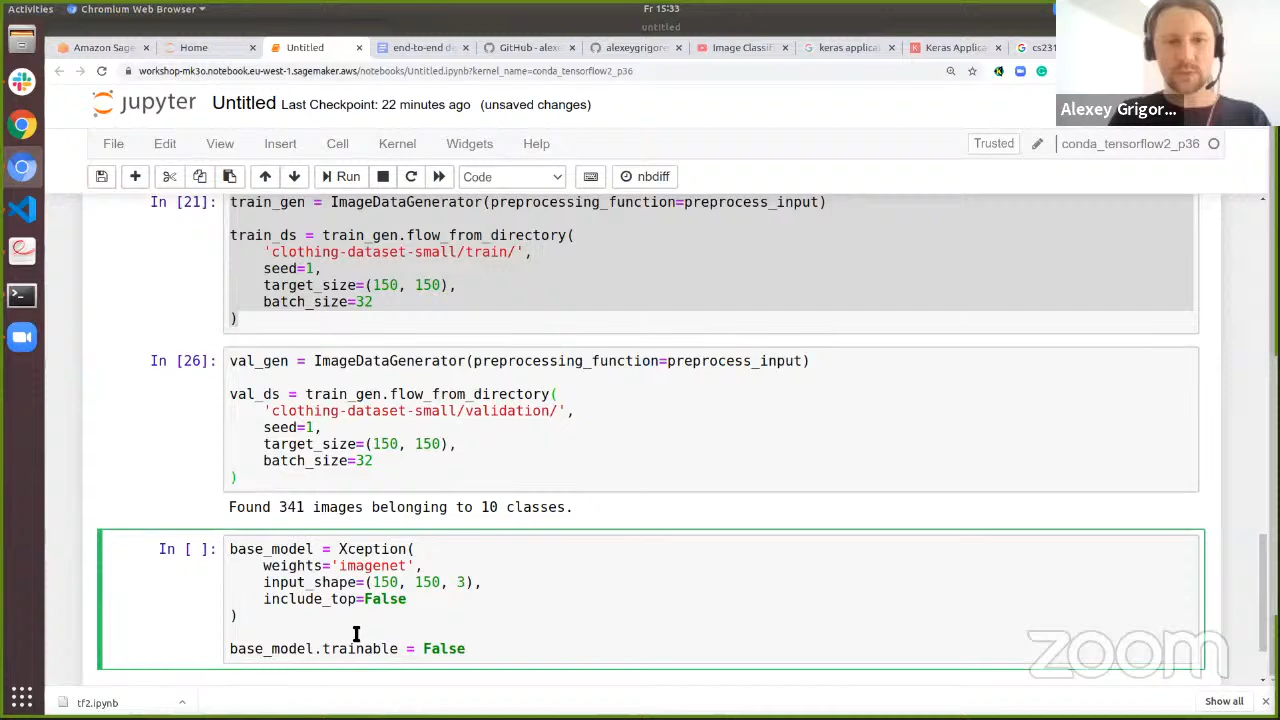 Activities
Chromium Web Browser
Fr 15:33
untitled
Amazon Sage
Home
Untitled
end-to-end de
GitHub - alexe
alexeygrigore
Image Classif
keras applicat
Keras Applica
cs231
workshop-mk3o.notebook.eu-west-1.sagemaker.aws/notebooks/Untitled.ipynb?kernel_name=conda_tensorflow2_p36
jupyter
Untitled Last Checkpoint: 22 minutes ago (unsaved changes)
Alexey Grigor...
File Edit View Insert Cell Kernel Widgets Help
Trusted
conda_tensorflow2_p36
Run
Code
nbdiff
In [21]:
train_gen = ImageDataGenerator(preprocessing_function=preprocess_input)
train_ds = train_gen.flow_from_directory(
'clothing-dataset-small/train/',
seed=1,
target_size=(150, 150),
batch_size=32
)
In [26]:
val_gen = ImageDataGenerator(preprocessing_function=preprocess_input)
val_ds = train_gen.flow_from_directory(
'clothing-dataset-small/validation/',
seed=1,
target_size=(150, 150),
batch_size=32
)
Found 341 images belonging to 10 classes.
In [ ]:
base_model = Xception(
weights='imagenet',
input_shape=(150, 150, 3),
include_top=False
)
base_model.trainable = False
zoom
tf2.ipynb
Show all